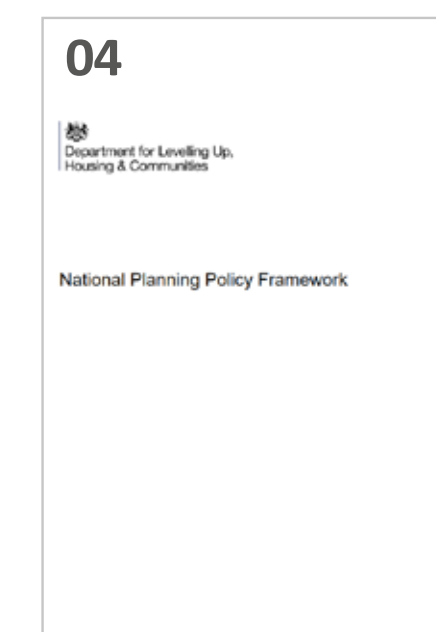 04
Department for Levelling Up,
Housing & Communities
National Planning Policy Framework